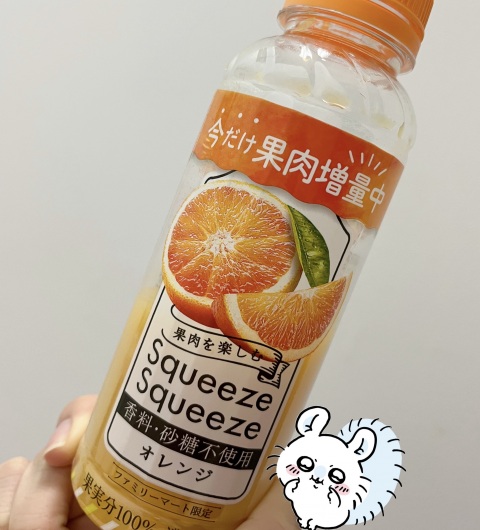 今だけ果肉増量中
果肉を楽しむ
Squeeze
Squeeze
香料・砂糖不使用
オレンジ
ファミリーマート限定
果実分100%